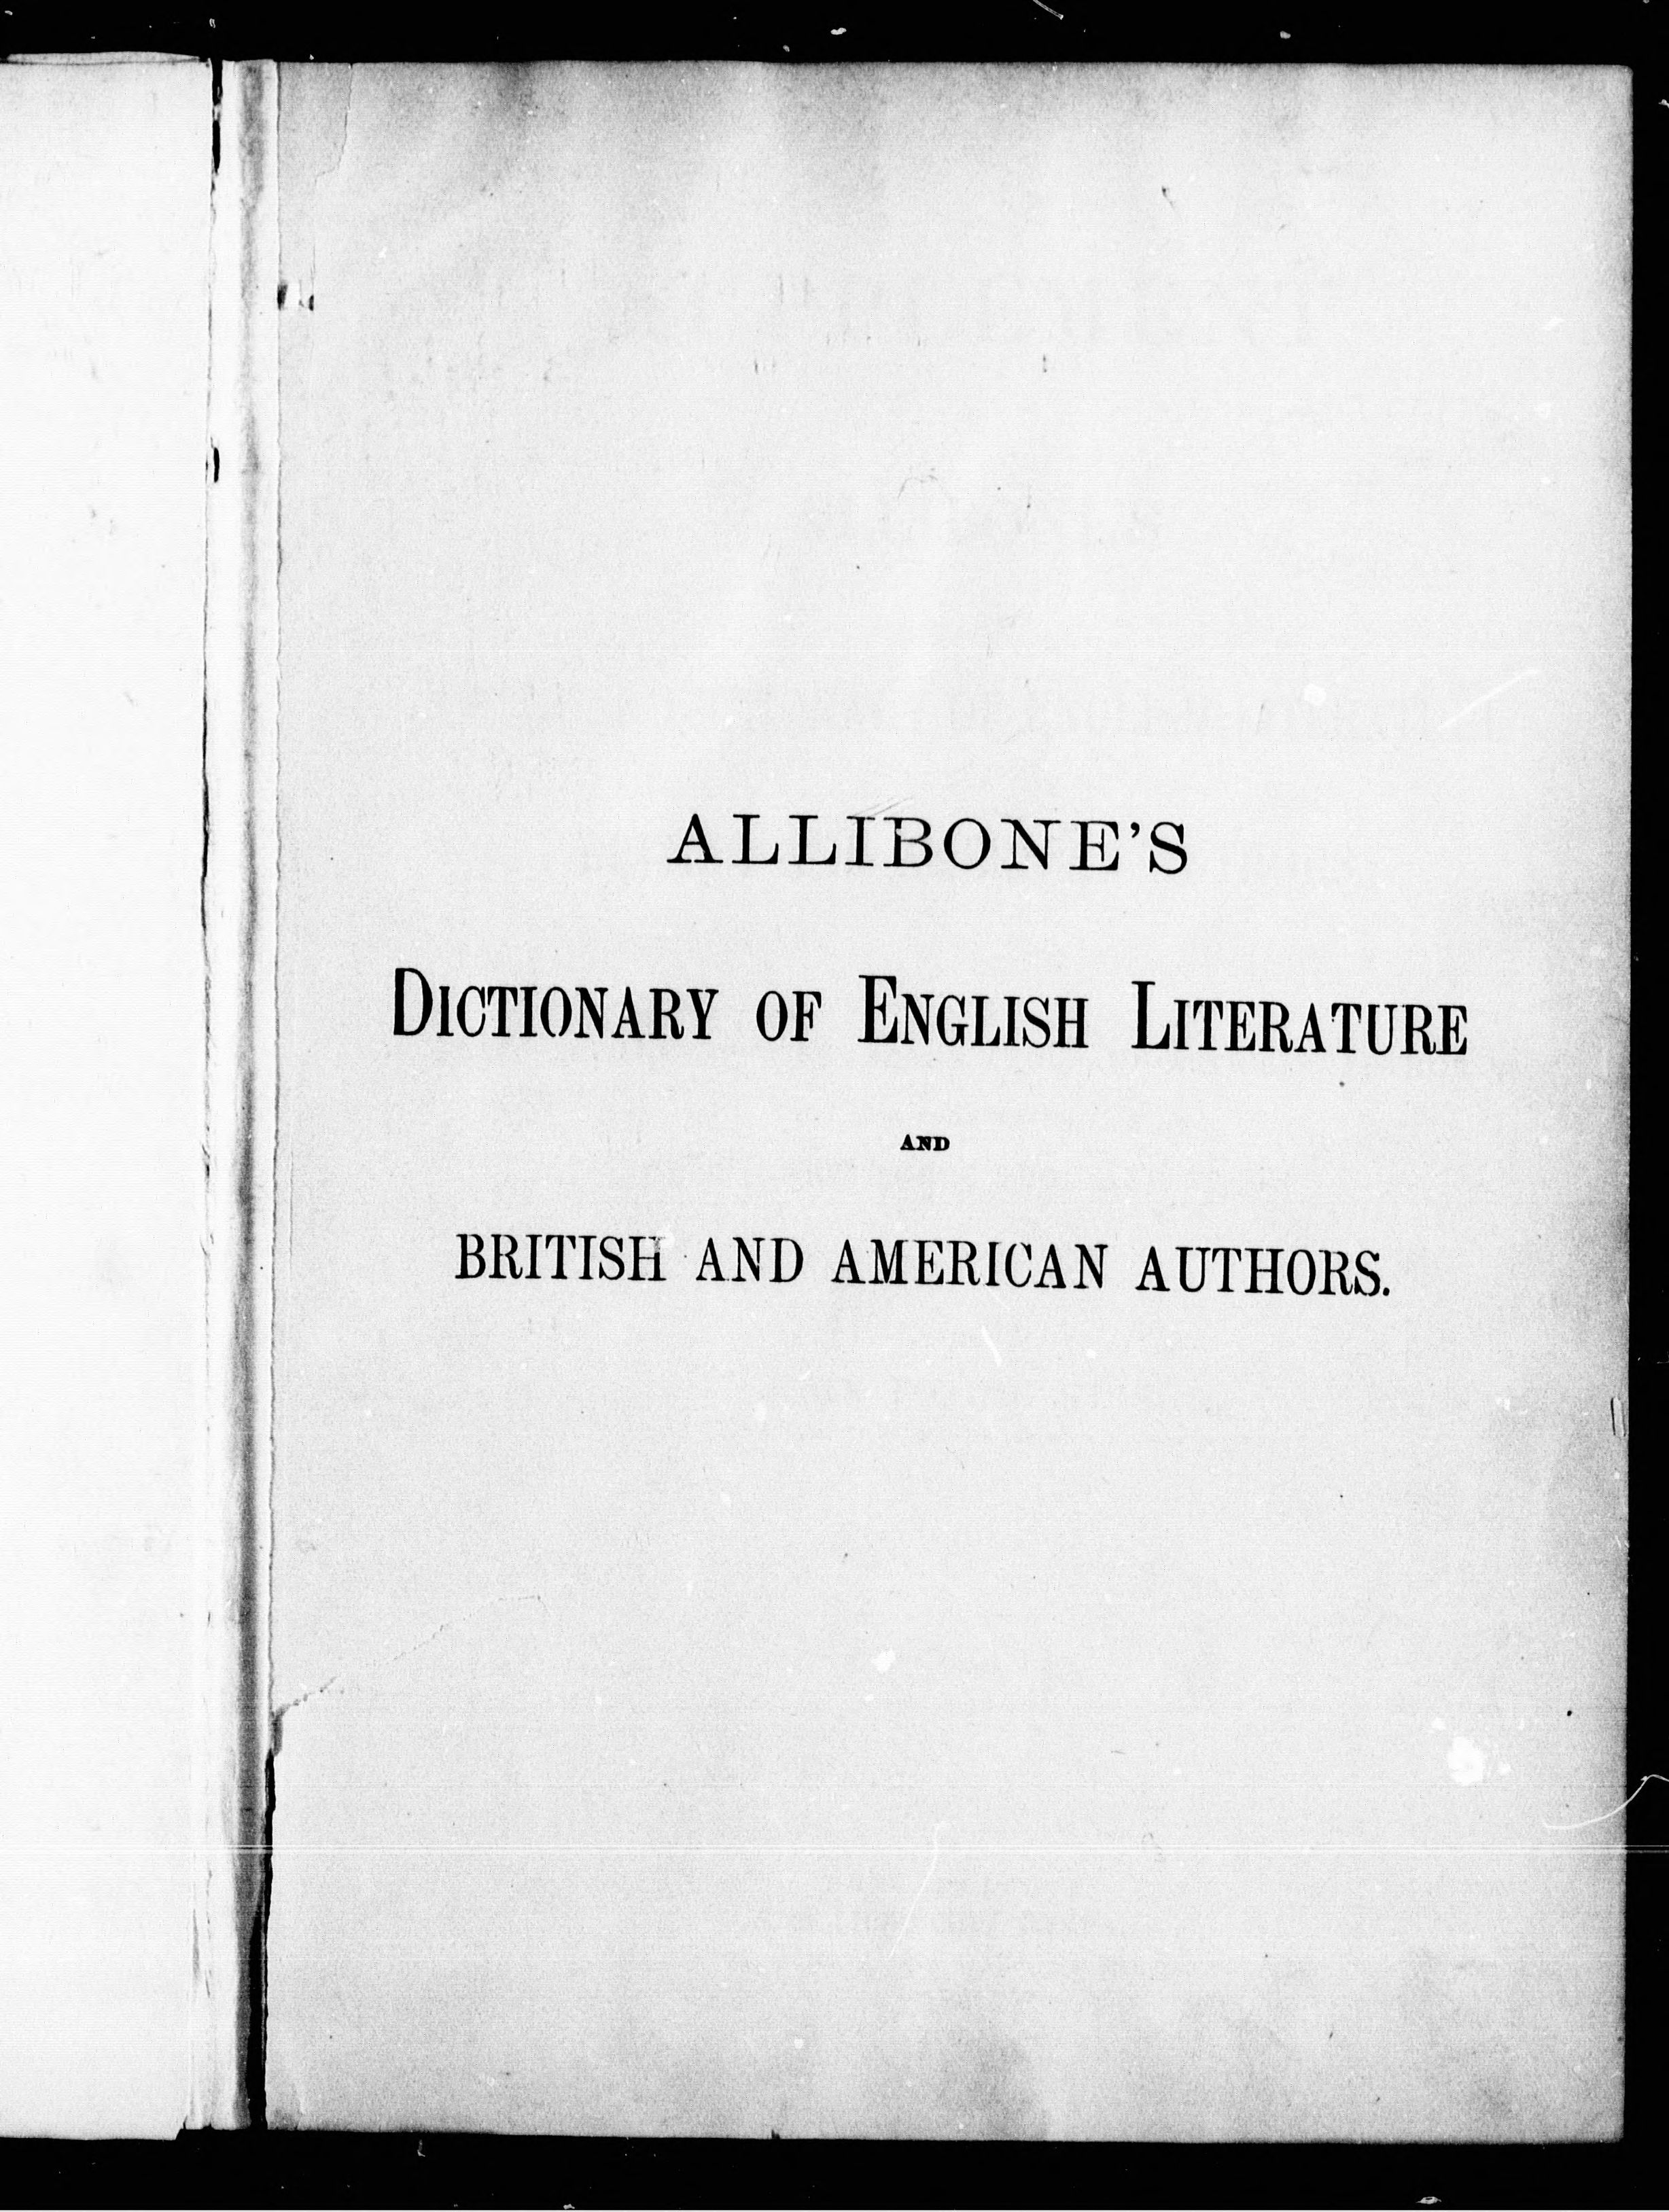 ALLIBONE'S
DICTIONARY OF ENGLISH LITERATURE
AND
BRITISH AND AMERICAN AUTHORS.